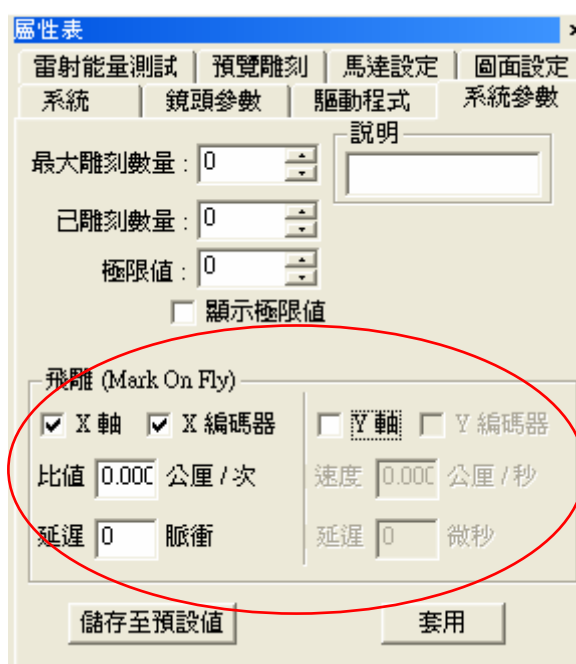 屬性表
雷射能量測試 預覽雕刻 馬達設定 圖面設定
系統 鏡頭參數 驅動程式 系統參數
說明
最大雕刻數量 : 0
已雕刻數量 : 0
極限值 : 0
顯示極限值
飛雕 (Mark On Fly)
X 軸 X 編碼器 Y 軸 Y 編碼器
比值 0.000 公厘 / 次 速度 0.000 公厘 / 秒
延遲 0 脈衝 延遲 0 微秒
儲存至預設值 套用